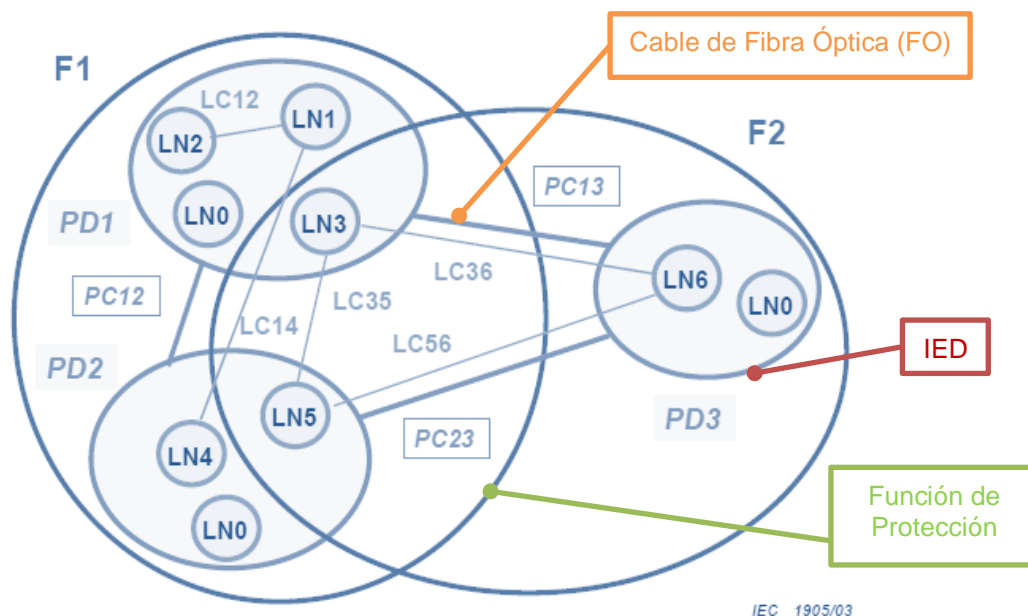 Cable de Fibra Óptica (FO)
F1
LC12
LN1
LN2
F2
PC13
LN0
LN3
PD1
LC36
LN6
LN0
PC12
LC35
LC14
LC56
IED
PD2
LN5
PD3
PC23
LN4
Función de
Protección
LN0
IEC 1905/03